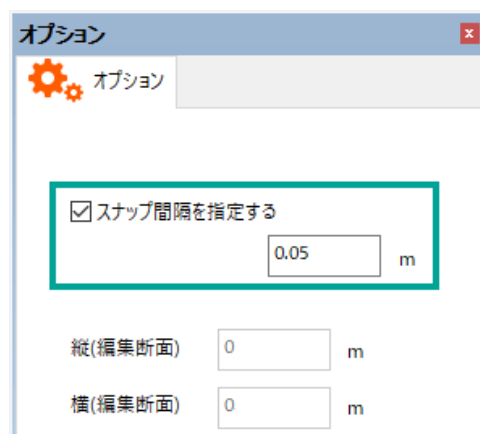 オプション
オプション
スナップ間隔を指定する
0.05 m
縦(編集断面) 0 m
横(編集断面) 0 m